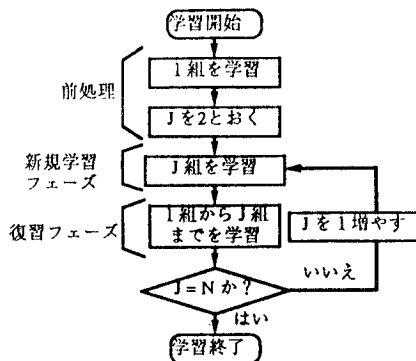 学習開始
1組を学習
前処理
Jを2とおく
新規学習
フェーズ
J組を学習
1組からJ組
までを学習
復習フェーズ
Jを1増やす
J=Nか?
いいえ
はい
学習終了